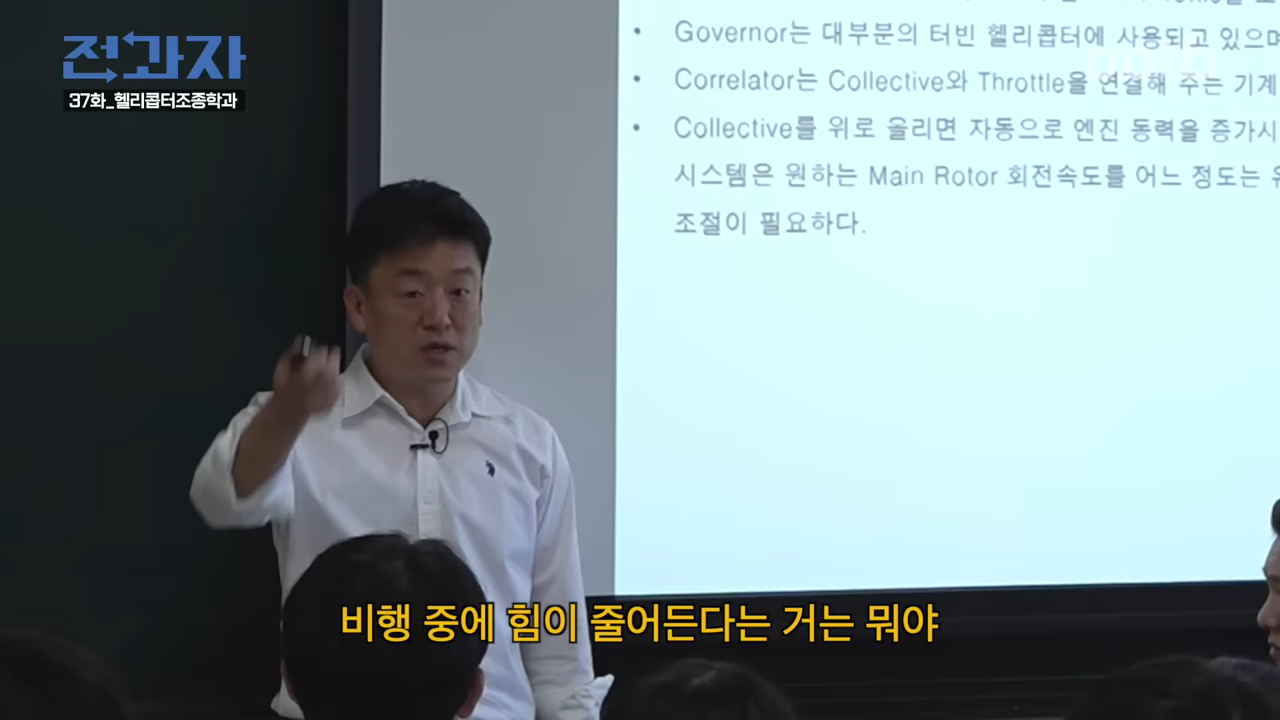 전과자
37화_헬리콥터조종학과
Governor는 대부분의 터빈 헬리콥터에 사용되고 있으며
Correlator는 Collective와 Throttle을 연결해 주는 기계
Collective를 위로 올리면 자동으로 엔진 동력을 증가시
시스템은 원하는 Main Rotor 회전속도를 어느 정도는
조절이 필요하다.
비행 중에 힘이 줄어든다는 거는 뭐야